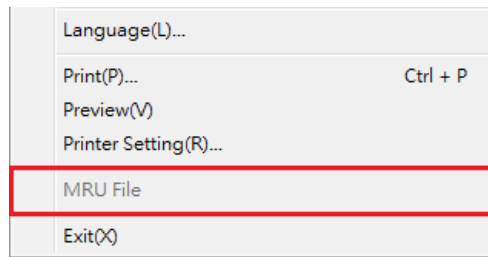 Language(L)...
Print(P)... Ctrl + P
Preview(V)
Printer Setting(R)...
MRU File
Exit(X)